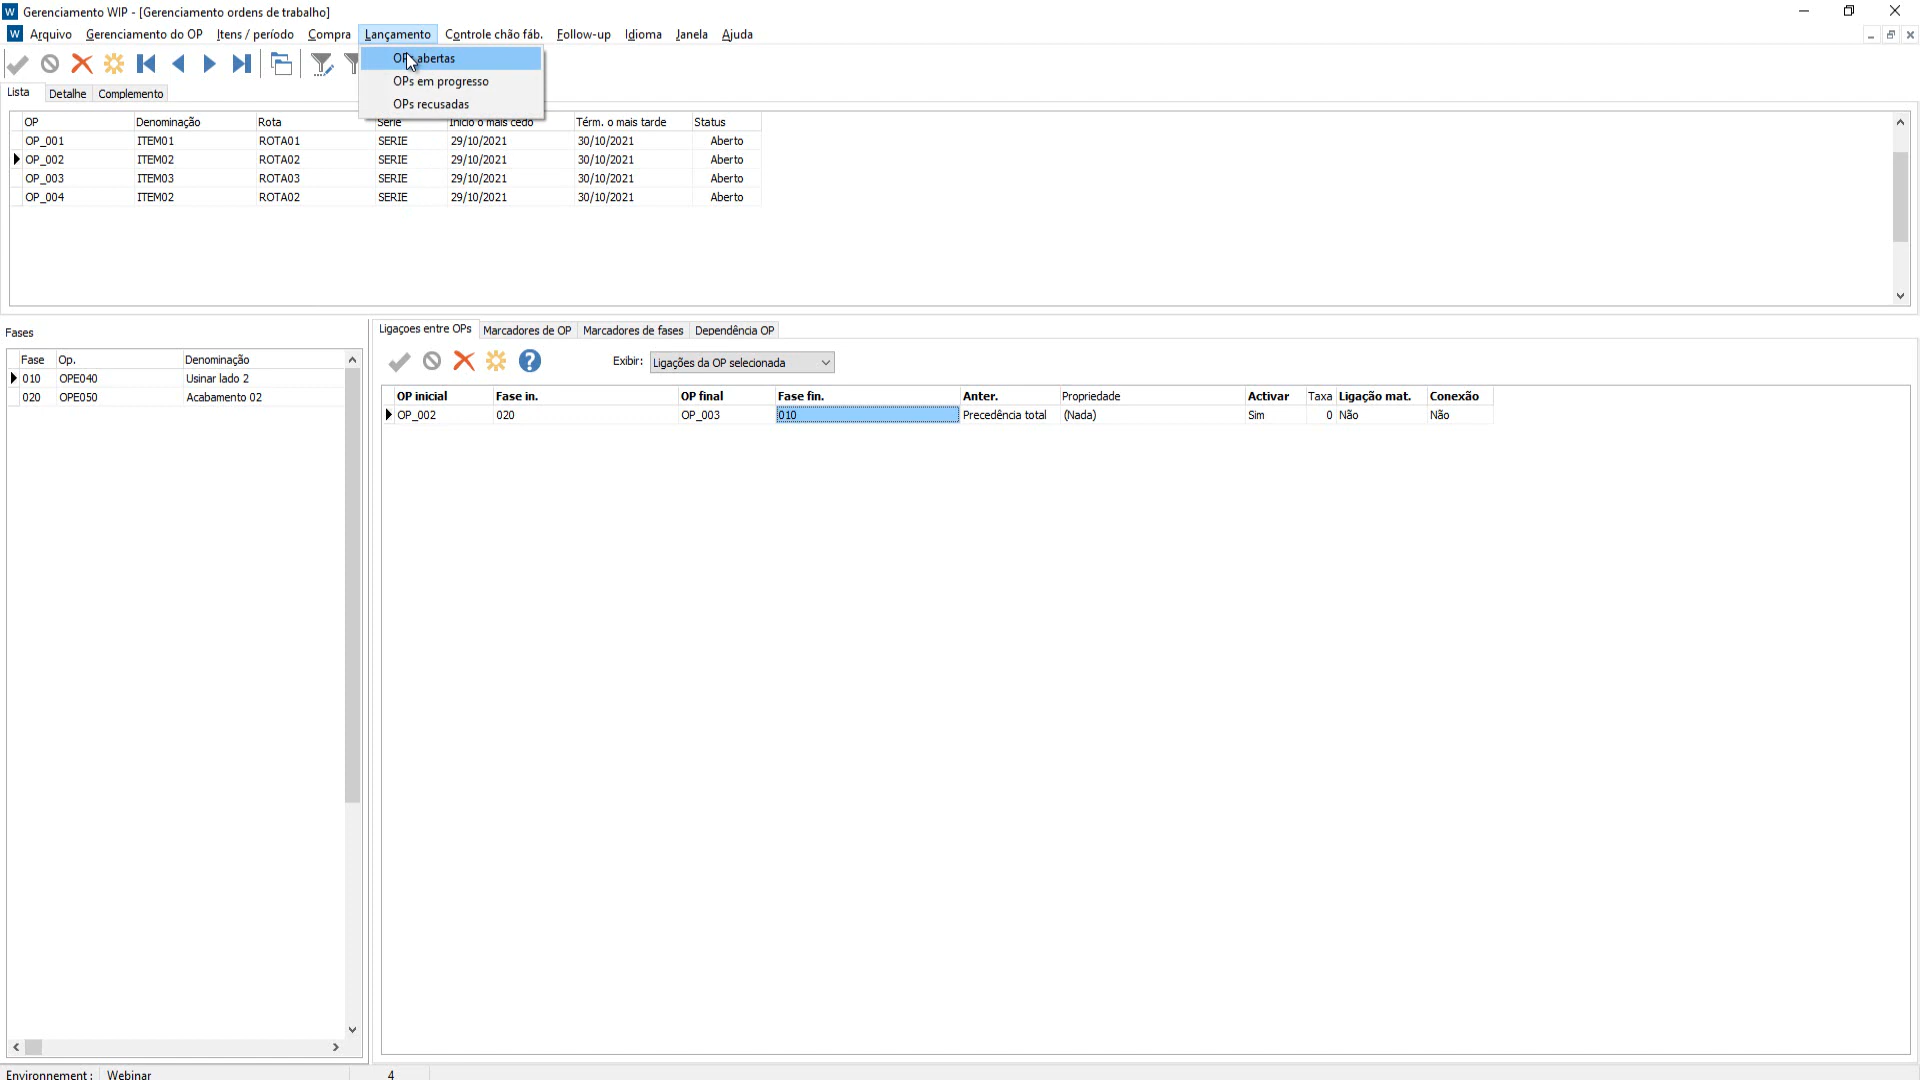 Gerenciamento WIP - [Gerenciamento ordens de trabalho]
Arquivo Gerenciamento do OP Itens / período Compra Lançamento Controle chão fáb. Follow-up Idioma Janela Ajuda
OPs abertas
OPs em progresso
OPs recusadas
Lista Detalhe Complemento
OP Denominação Rota Série Início o mais cedo Térm. o mais tarde Status
OP_001 ITEM01 ROTA01 SERIE 29/10/2021 30/10/2021 Aberto
OP_002 ITEM02 ROTA02 SERIE 29/10/2021 30/10/2021 Aberto
OP_003 ITEM03 ROTA03 SERIE 29/10/2021 30/10/2021 Aberto
OP_004 ITEM02 ROTA02 SERIE 29/10/2021 30/10/2021 Aberto
Fases
Fase Op. Denominação
010 OPE040 Usinar lado 2
020 OPE050 Acabamento 02
Ligaçoes entre OPs Marcadores de OP Marcadores de fases Dependência OP
Exibir: Ligações da OP selecionada
OP inicial Fase in. OP final Fase fin. Anter. Propriedade Activar Taxa Ligação mat. Conexão
OP_002 020 OP_003 010 Precedência total (Nada) Sim 0 Não Não
Environnement : Webinar 4